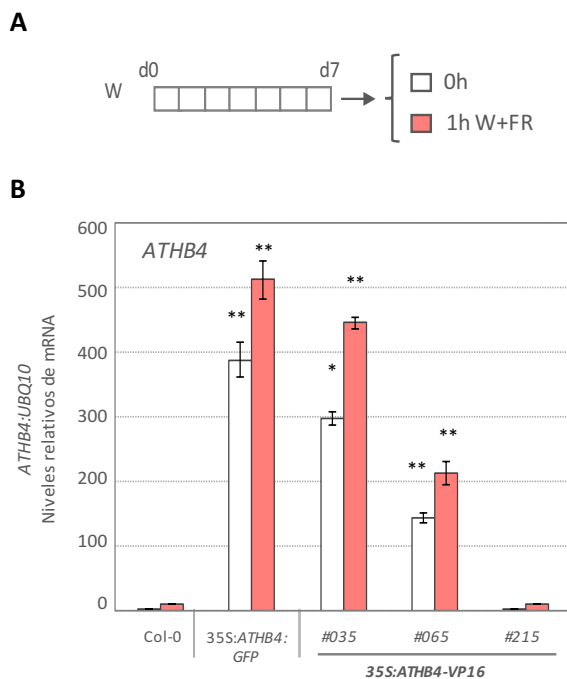 A
W
d0
d7
0h
1h W+FR
B
ATHB4:UBQ10
Niveles relativos de mRNA
600
500
400
300
200
100
0
ATHB4
**
**
*
**
**
**
Col-0
35S:ATHB4:
GFP
#035
#065
#215
35S:ATHB4-VP16